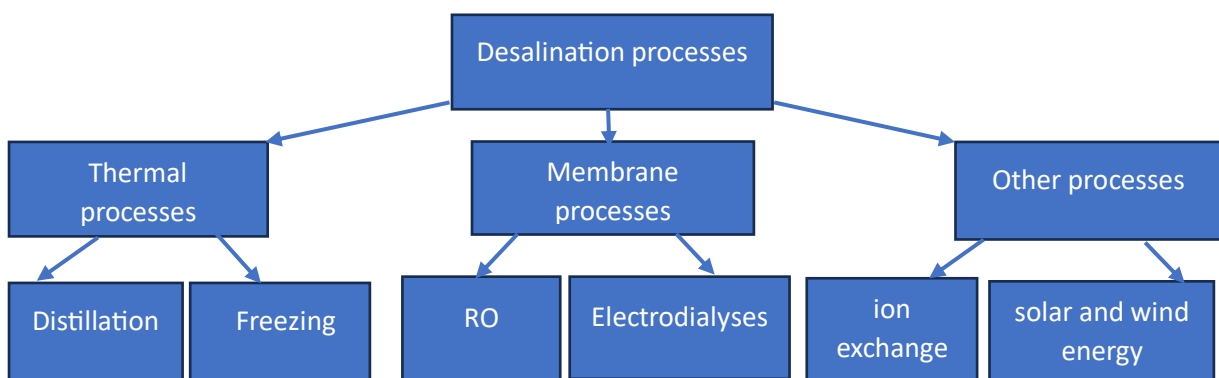 Desalination processes
Thermal
processes
Membrane
processes
Other processes
Distillation
Freezing
RO
Electrodialyses
ion
exchange
solar and wind
energy